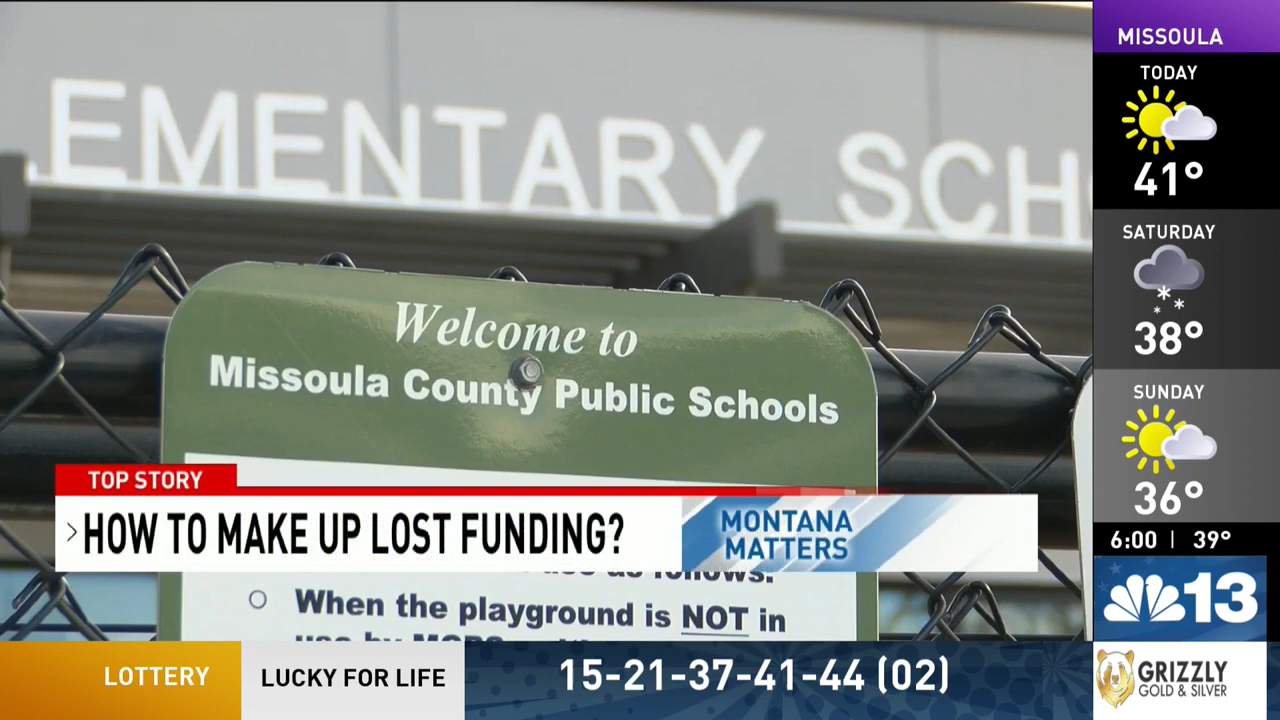 EMENTARY SCH
Welcome to
Missoula County Public Schools
TOP STORY
HOW TO MAKE UP LOST FUNDING?
MONTANA
MATTERS
as follows:
When the playground is NOT in
MISSOULA
TODAY
41°
SATURDAY
38°
SUNDAY
36°
6:00 | 39°
13
GRIZZLY
GOLD & SILVER
LOTTERY
LUCKY FOR LIFE
15-21-37-41-44 (02)